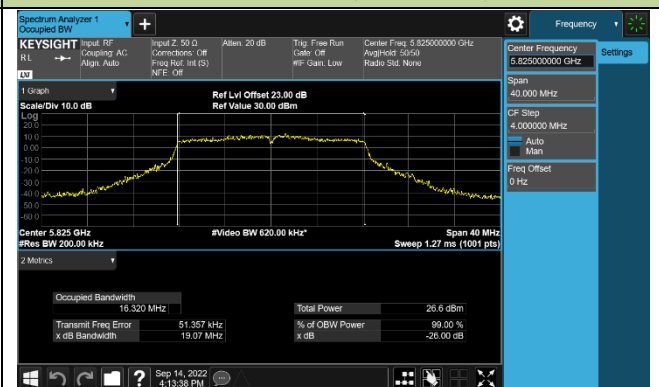 Spectrum Analyzer 1
Occupied BW
+
Frequency
KEYSIGHT
RL
LXI
Input: RF
Coupling: AC
Align: Auto
Input Z: 50 Ω
Corrections: Off
Freq Ref: Int (S)
NFE: Off
Atten: 20 dB
Trig: Free Run
Gate: Off
#IF Gain: Low
Center Freq: 5.825000000 GHz
Avg|Hold: 50/50
Radio Std: None
Center Frequency
5.825000000 GHz
Settings
Span
40.000 MHz
CF Step
4.000000 MHz
Auto
Man
Freq Offset
0 Hz
1 Graph
Scale/Div 10.0 dB
Ref Lvl Offset 23.00 dB
Ref Value 30.00 dBm
Log
20.0
10.0
0.00
-10.0
-20.0
-30.0
-40.0
-50.0
-60.0
Center 5.825 GHz
#Res BW 200.00 kHz
#Video BW 620.00 kHz*
Span 40 MHz
Sweep 1.27 ms (1001 pts)
2 Metrics
Occupied Bandwidth
16.320 MHz
Total Power 26.6 dBm
Transmit Freq Error 51.357 kHz
% of OBW Power 99.00 %
x dB Bandwidth 19.07 MHz
x dB -26.00 dB
?
Sep 14, 2022
4:13:38 PM